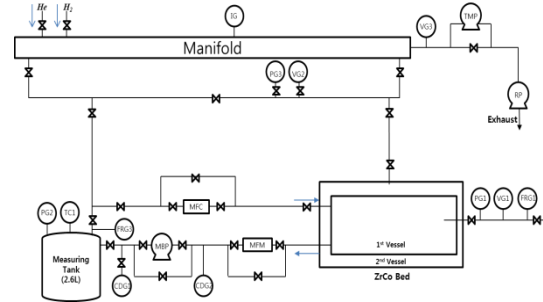 He
H2
IG
VG3
TMP
Manifold
PG3
VG2
RP
Exhaust
MFC
PG2
TC1
FRG3
Measuring
Tank
(2.6L)
MBP
MFM
CDG1
CDG2
1st Vessel
2nd Vessel
ZrCo Bed
PG1
VG1
FRG1